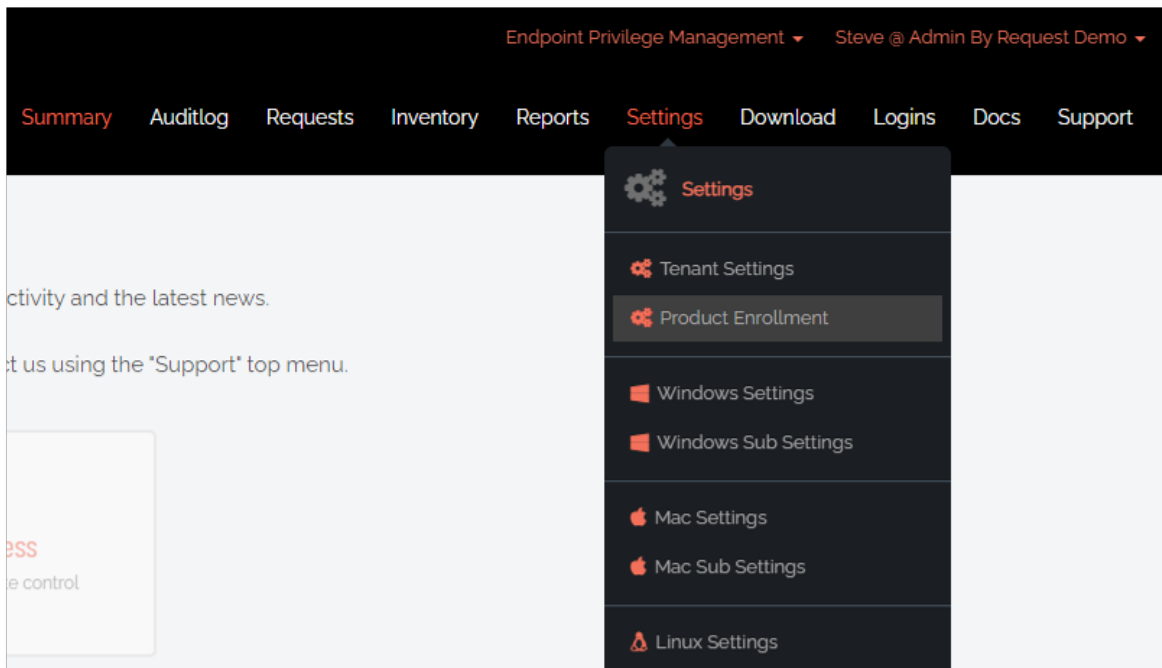 Endpoint Privilege Management Steve @ Admin By Request Demo
Summary Auditlog Requests Inventory Reports Settings Download Logins Docs Support
Settings
Tenant Settings
Product Enrollment
Windows Settings
Windows Sub Settings
Mac Settings
Mac Sub Settings
Linux Settings
ctivity and the latest news.
ct us using the "Support" top menu.
ess
le control